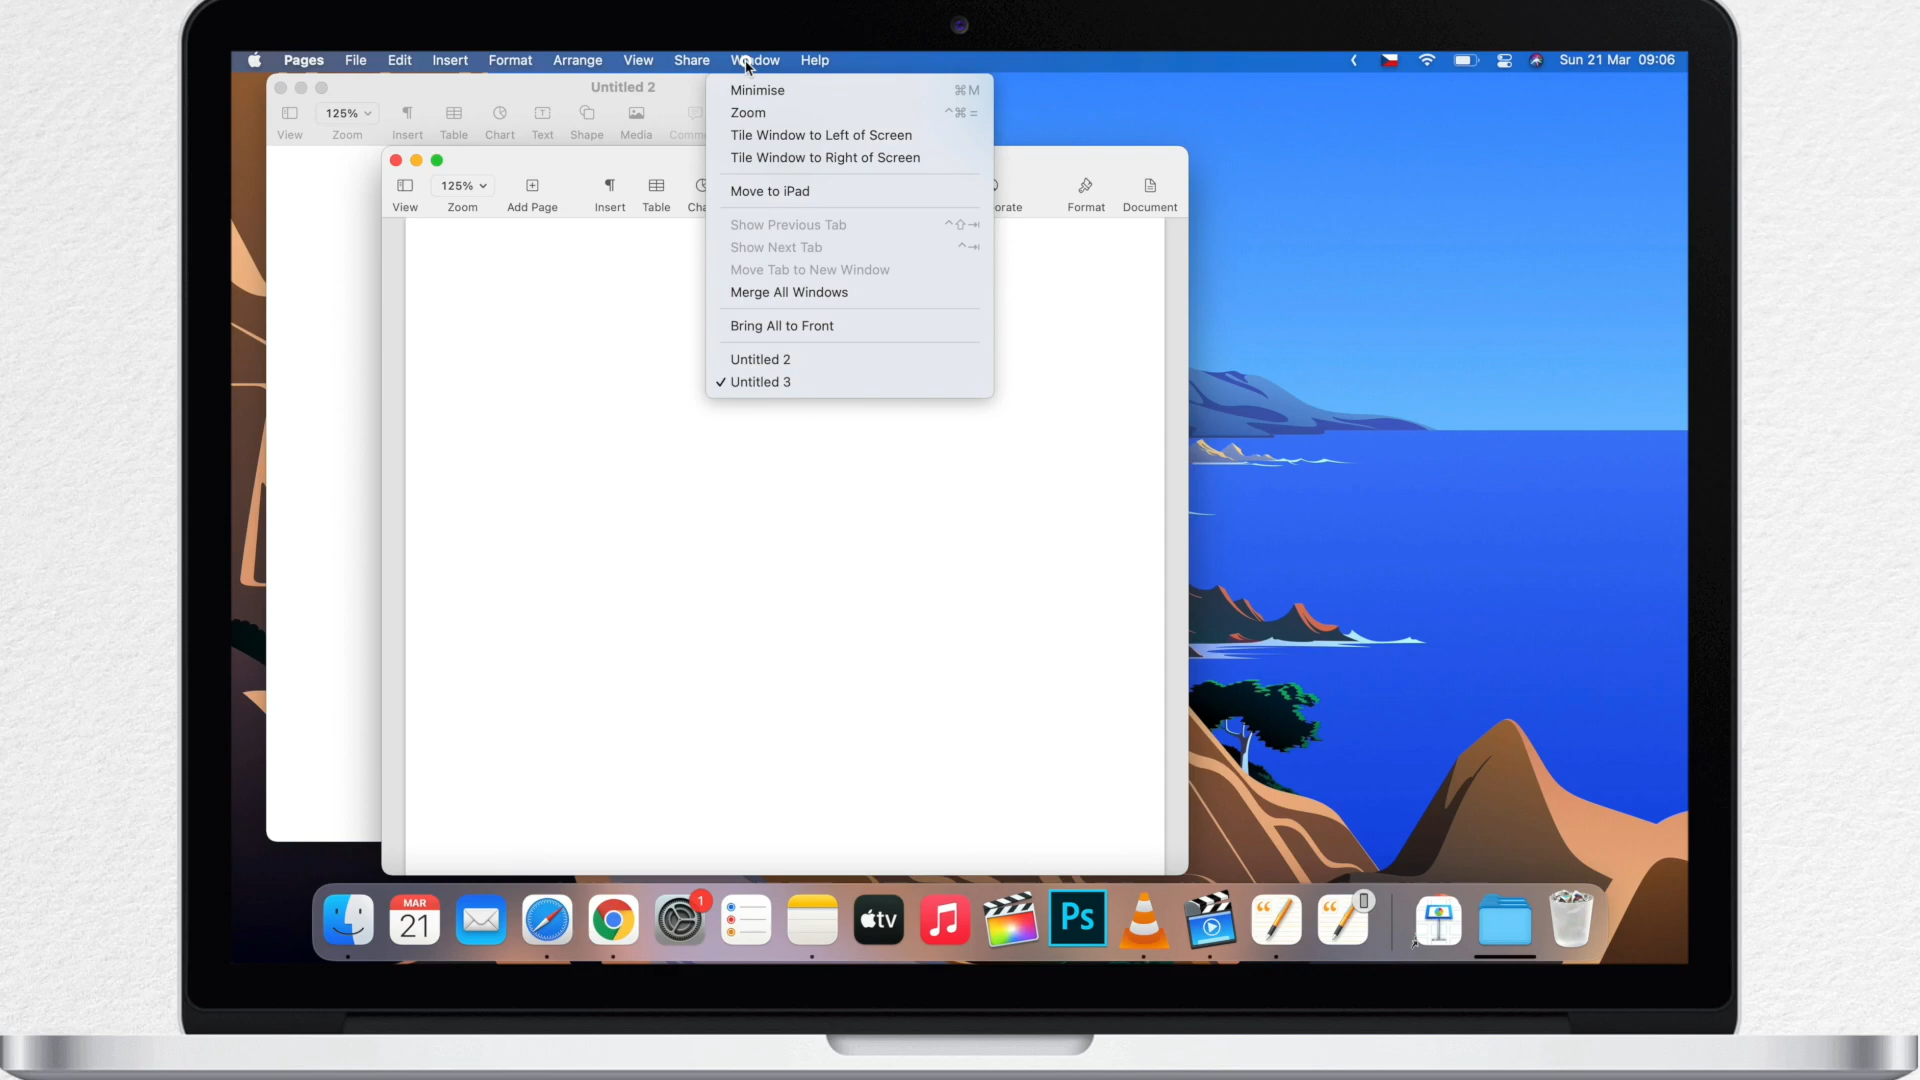 Pages File Edit Insert Format Arrange View Share Window Help Sun 21 Mar 09:06
Untitled 2
125%
View Zoom Insert Table Chart Text Shape Media
Minimise ⌘M
Zoom ^⌘=
Tile Window to Left of Screen
Tile Window to Right of Screen
Move to iPad
Show Previous Tab ^⇧⇥
Show Next Tab ^⇥
Move Tab to New Window
Merge All Windows
Bring All to Front
Untitled 2
✓ Untitled 3
125%
View Zoom Add Page Insert Table Format Document
MAR
21
1
tv
Ps